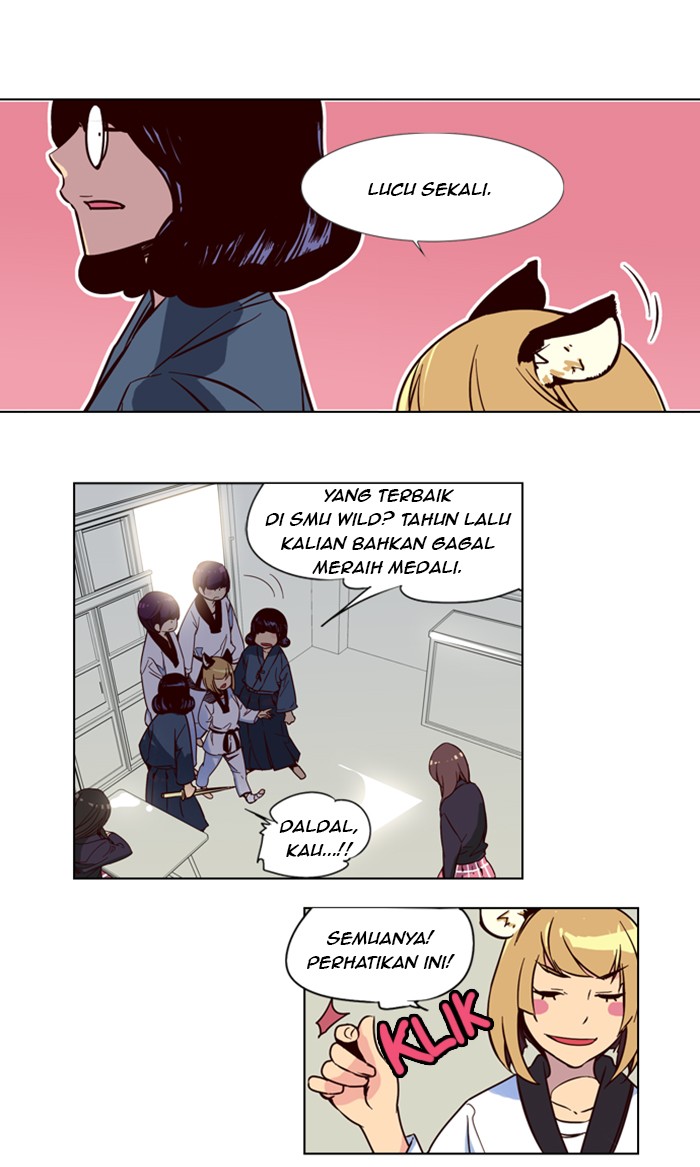 LUCU SEKALI.
YANG TERBAIK
DI SMU WILD? TAHUN LALU
KALIAN BAHKAN GAGAL
MERAIH MEDALI.
DALDAL,
KAU...!!
SEMUANYA!
PERHATIKAN INI!
KLIK